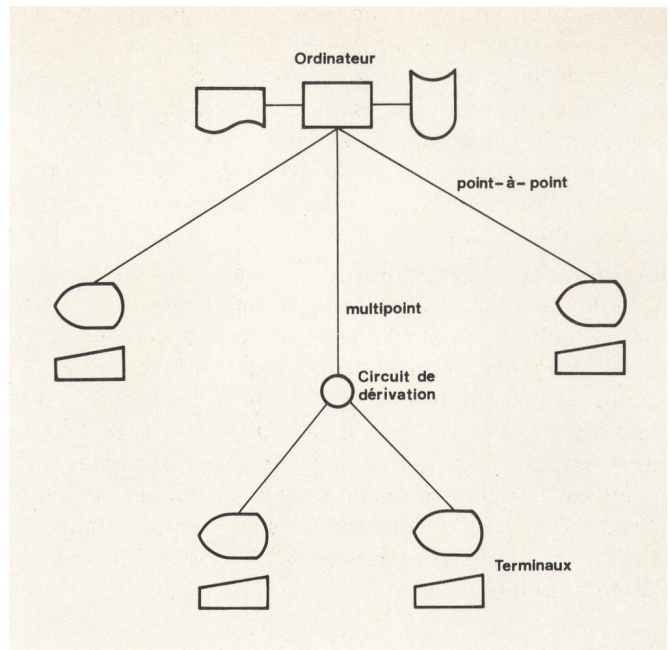 Ordinateur
point-à-point
multipoint
Circuit de
dérivation
Terminaux